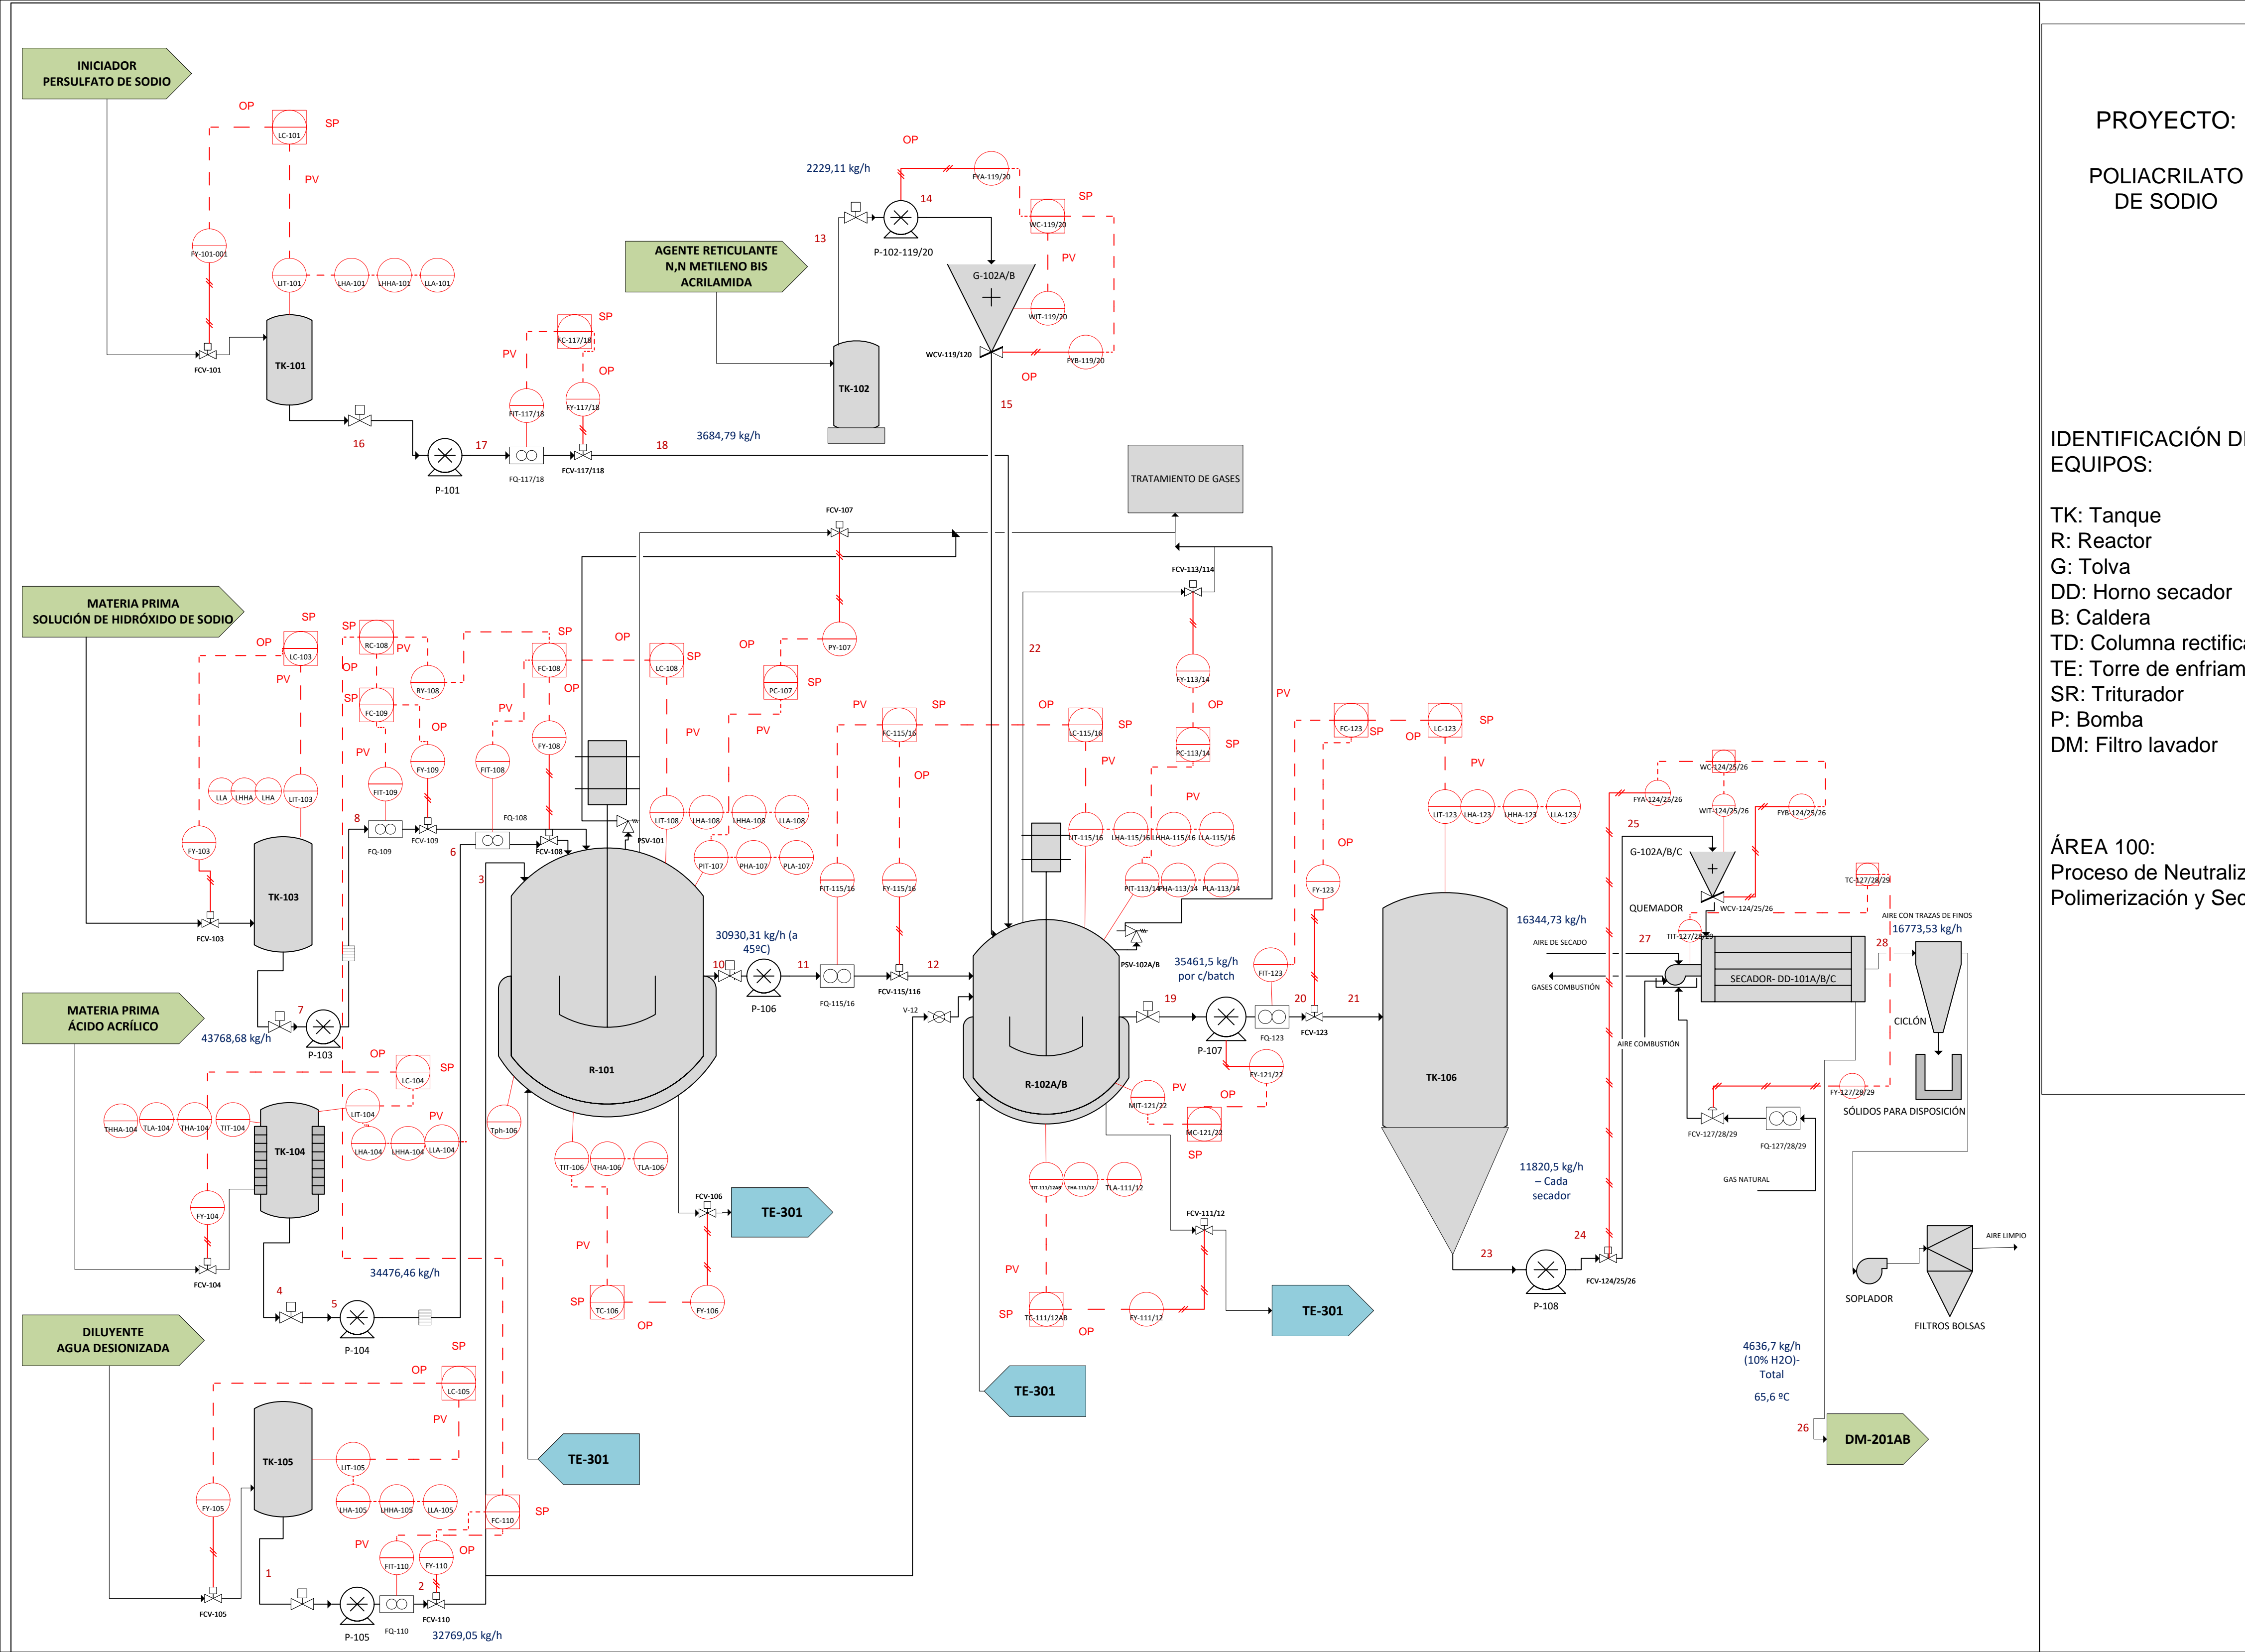 INICIADOR
PERSULFATO DE SODIO
OP
LC-101
SP
PV
FY-101-001
LIT-101
LHA-101
LHHA-101
LLA-101
FCV-101
TK-101
16
P-101
17
FQ-117/18
FIT-117/18
PV
FC-117/18
SP
OP
FY-117/18
FCV-117/118
18
3684,79 kg/h
AGENTE RETICULANTE
N,N METILENO BIS
ACRILAMIDA
TK-102
13
2229,11 kg/h
14
P-102-119/20
OP
FYA-119/20
SP
WC-119/20
PV
G-102A/B
WIT-119/20
WCV-119/120
FYB-119/20
OP
15
TRATAMIENTO DE GASES
FCV-107
FCV-113/114
MATERIA PRIMA
SOLUCIÓN DE HIDRÓXIDO DE SODIO
OP
SP
LC-103
PV
LLA
LHHA
LHA
LIT-103
FY-103
FCV-103
TK-103
7
43768,68 kg/h
P-103
SP
RC-108
PV
OP
RY-108
SP
FC-109
OP
PV
FIT-109
FY-109
8
FQ-109
FCV-109
SP
FC-108
OP
PV
FIT-108
FY-108
FQ-108
FCV-108
6
3
OP
LC-108
SP
PV
LIT-108
LHA-108
LHHA-108
LLA-108
OP
PC-107
SP
PV
PV
PY-107
PIT-107
PHA-107
PLA-107
PSV-101
R-101
Tph-106
TIT-106
THA-106
TLA-106
PV
SP
TC-106
OP
FY-106
FCV-106
TE-301
TE-301
10
30930,31 kg/h (a
45ºC)
P-106
11
FQ-115/16
FIT-115/16
PV
FC-115/16
SP
OP
FY-115/16
FCV-115/116
12
V-12
22
OP
LC-115/16
SP
PV
LIT-115/16
LHA-115/16
LHHA-115/16
LLA-115/16
FY-113/14
OP
PC-113/14
SP
PV
PIT-113/14
PHA-113/14
PLA-113/14
PSV-102A/B
R-102A/B
35461,5 kg/h
por c/batch
19
P-107
MIT-121/22
PV
OP
MC-121/22
SP
FY-121/22
TIT-111/12AB
THA-111/12
TLA-111/12
PV
SP
TC-111/12AB
OP
FY-111/12
FCV-111/12
TE-301
TE-301
PV
FC-123
SP
OP
LC-123
SP
PV
OP
LIT-123
LHA-123
LHHA-123
LLA-123
FY-123
FIT-123
FQ-123
20
FCV-123
21
TK-106
23
P-108
24
FCV-124/25/26
11820,5 kg/h
– Cada
secador
16344,73 kg/h
WC-124/25/26
FYA-124/25/26
WIT-124/25/26
FYB-124/25/26
25
G-102A/B/C
WCV-124/25/26
QUEMADOR
TC-127/28/29
TIT-127/28/29
27
AIRE DE SECADO
GASES COMBUSTIÓN
AIRE COMBUSTIÓN
SECADOR- DD-101A/B/C
28
AIRE CON TRAZAS DE FINOS
16773,53 kg/h
CICLÓN
SÓLIDOS PARA DISPOSICIÓN
FY-127/28/29
FCV-127/28/29
FQ-127/28/29
GAS NATURAL
SOPLADOR
FILTROS BOLSAS
AIRE LIMPIO
4636,7 kg/h
(10% H2O)-
Total
65,6 ºC
26
DM-201AB
MATERIA PRIMA
ÁCIDO ACRÍLICO
OP
LC-104
SP
PV
LIT-104
THHA-104
TLA-104
THA-104
TIT-104
LHA-104
LHHA-104
LLA-104
TK-104
FY-104
FCV-104
4
5
P-104
34476,46 kg/h
DILUYENTE
AGUA DESIONIZADA
OP
SP
LC-105
PV
LIT-105
LHA-105
LHHA-105
LLA-105
TK-105
FY-105
FCV-105
1
P-105
FQ-110
PV
FIT-110
FY-110
OP
FC-110
SP
2
FCV-110
32769,05 kg/h
PROYECTO:
POLIACRILATO
DE SODIO
IDENTIFICACIÓN D
EQUIPOS:
TK: Tanque
R: Reactor
G: Tolva
DD: Horno secador
B: Caldera
TD: Columna rectifica
TE: Torre de enfriam
SR: Triturador
P: Bomba
DM: Filtro lavador
ÁREA 100:
Proceso de Neutraliz
Polimerización y Sec